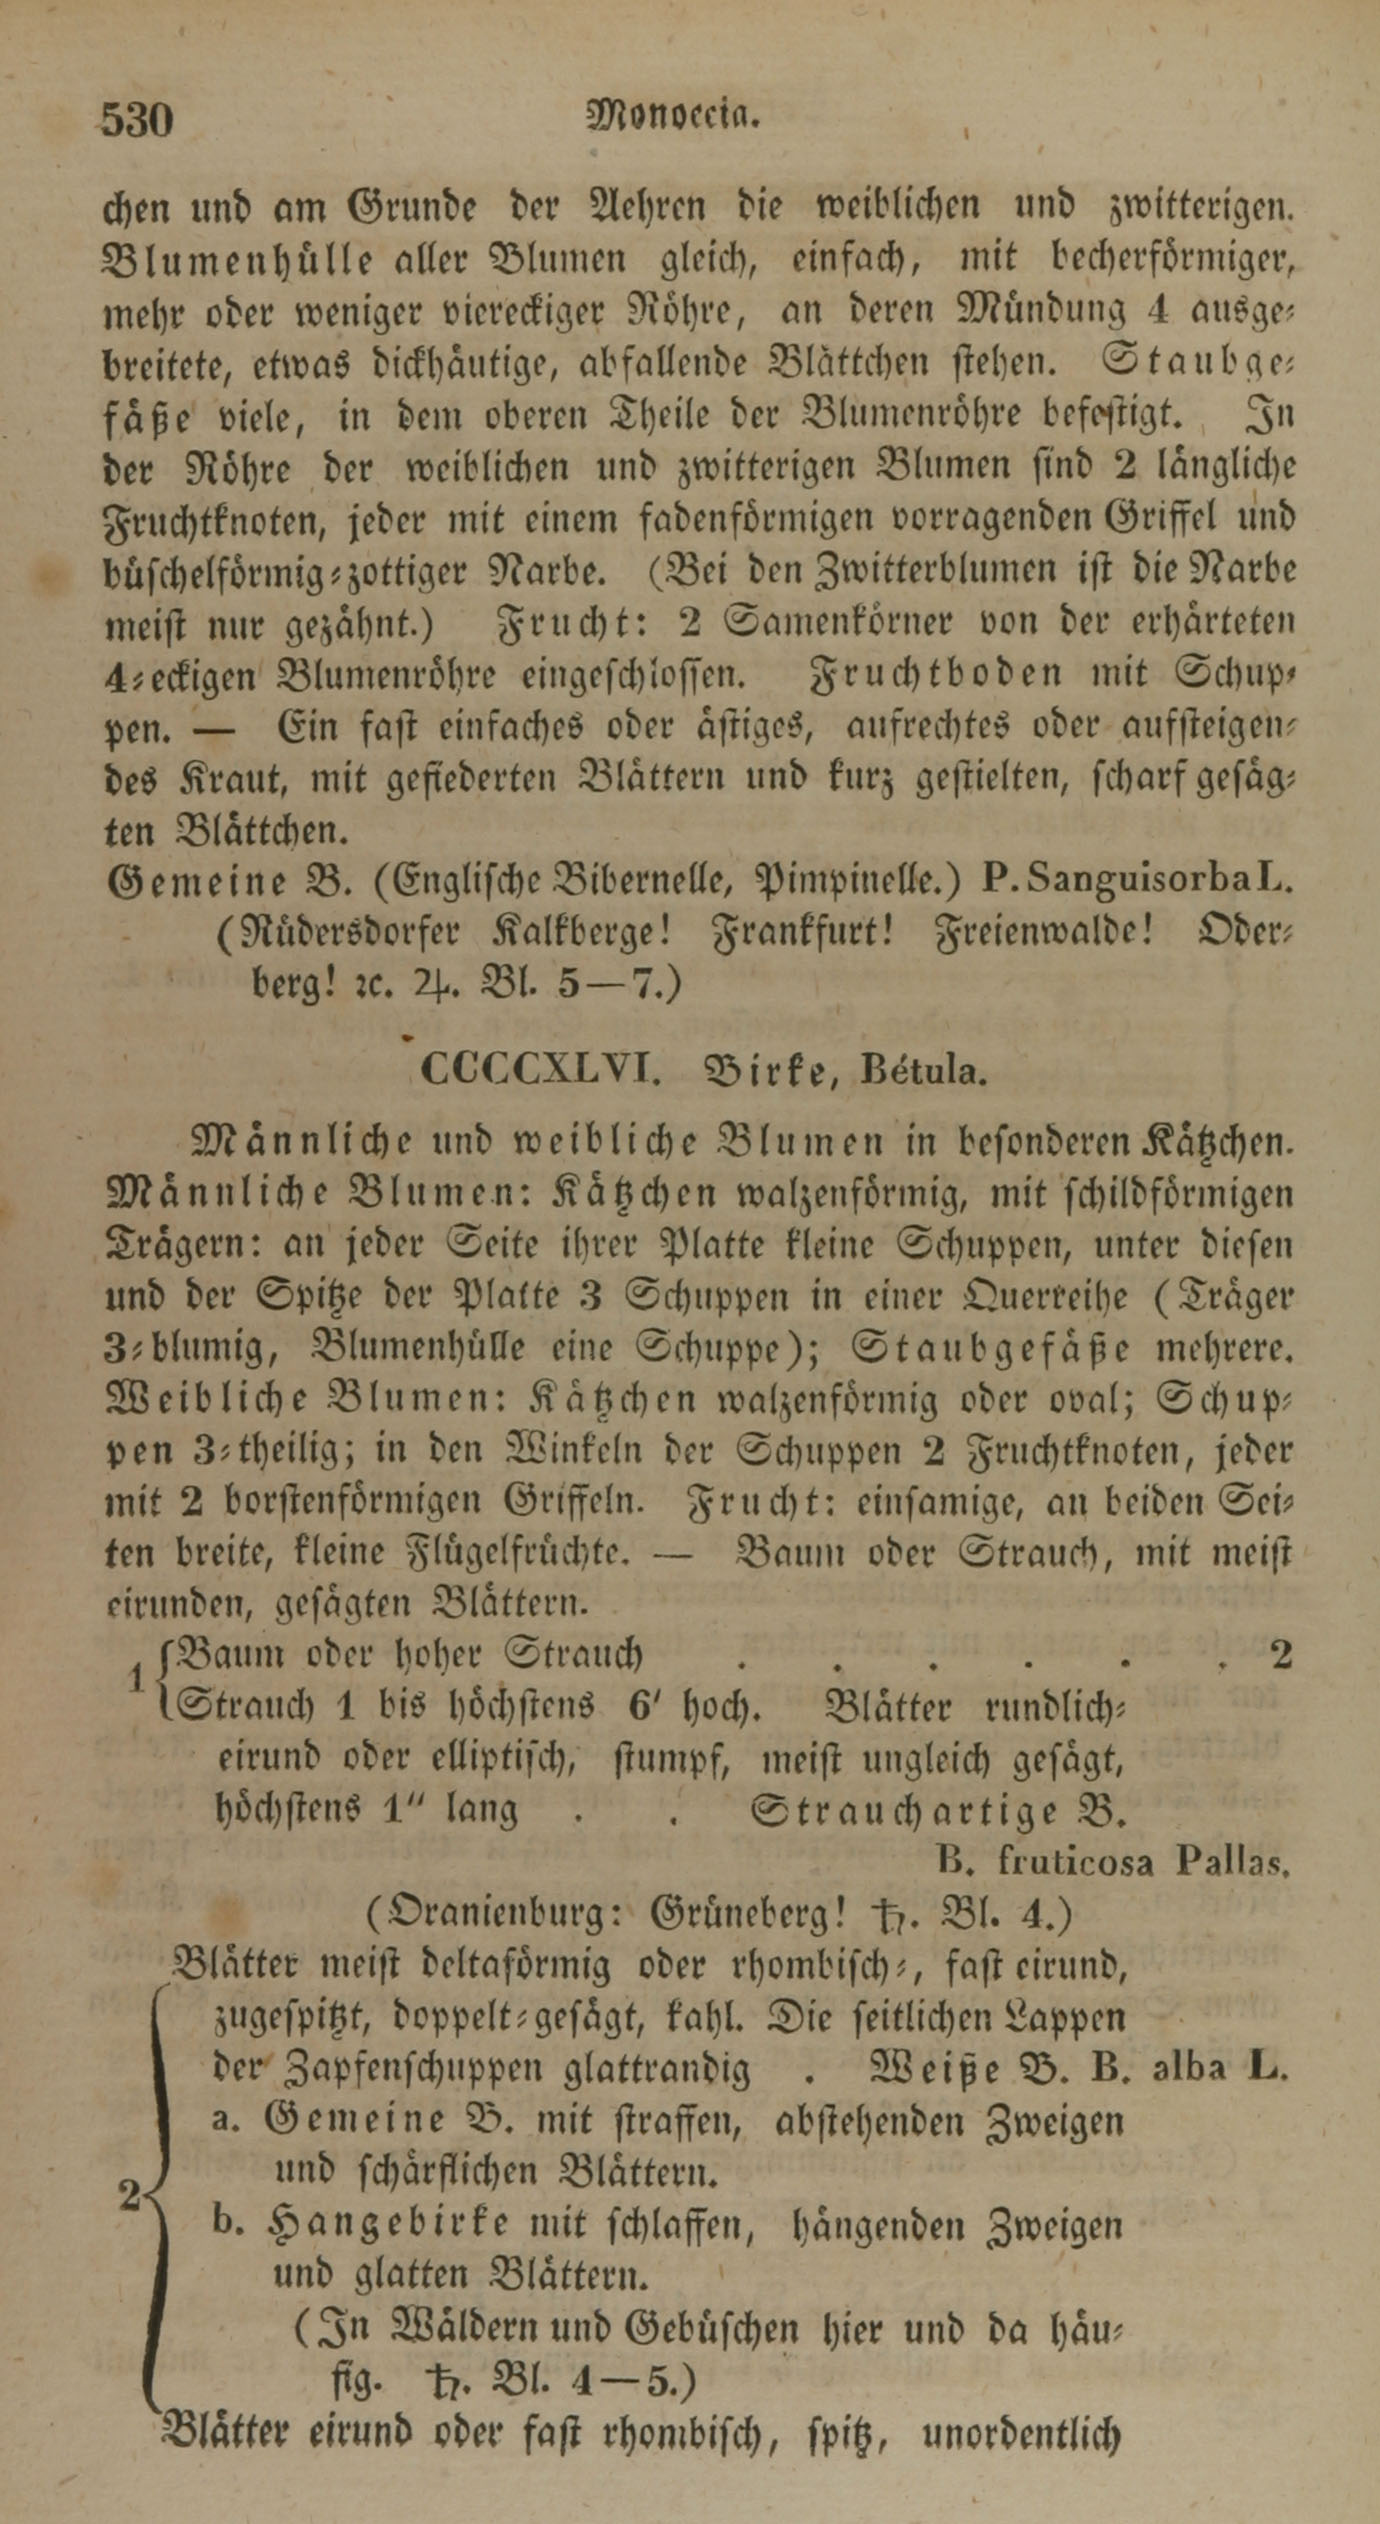 530 Monoecia.
chen und am Grunde der Aehren die weiblichen und zwitterigen.
Blumenhülle aller Blumen gleich, einfach, mit becherförmiger,
mehr oder weniger viereckiger Röhre, an deren Mündung 4 ausge-
breitete, etwas dickhäutige, abfallende Blättchen stehen. Staubge-
fäße viele, in dem oberen Theile der Blumenröhre befestigt. In
der Röhre der weiblichen und zwitterigen Blumen sind 2 längliche
Fruchtknoten, jeder mit einem fadenförmigen vorragenden Griffel und
büschelförmig-zottiger Narbe. (Bei den Zwitterblumen ist die Narbe
meist nur gezähnt.) Frucht: 2 Samenkörner von der erhärteten
4-eckigen Blumenröhre eingeschlossen. Fruchtboden mit Schup-
pen. — Ein fast einfaches oder ästiges, aufrechtes oder aufsteigen-
des Kraut, mit gefiederten Blättern und kurz gestielten, scharf gesäg-
ten Blättchen.
Gemeine B. (Englische Bibernelle, Pimpinelle.) P. Sanguisorba L.
(Rüdersdorfer Kalkberge! Frankfurt! Freienwalde! Oder-
berg! ꝛc. ♃. Bl. 5—7.)
CCCCXLVI. Birke, Bétula.
Männliche und weibliche Blumen in besonderen Kätzchen.
Männliche Blumen: Kätzchen walzenförmig, mit schildförmigen
Trägern: an jeder Seite ihrer Platte kleine Schuppen, unter diesen
und der Spitze der Platte 3 Schuppen in einer Querreihe (Träger
3-blumig, Blumenhülle eine Schuppe); Staubgefäße mehrere.
Weibliche Blumen: Kätzchen walzenförmig oder oval; Schup-
pen 3-theilig; in den Winkeln der Schuppen 2 Fruchtknoten, jeder
mit 2 borstenförmigen Griffeln. Frucht: einsamige, an beiden Sei-
ten breite, kleine Flügelfrüchte. — Baum oder Strauch, mit meist
eirunden, gesägten Blättern.
1 {Baum oder hoher Strauch . . . . . . 2
Strauch 1 bis höchstens 6' hoch. Blätter rundlich-
eirund oder elliptisch, stumpf, meist ungleich gesägt,
höchstens 1" lang . . Strauchartige B.
B. fruticosa Pallas.
(Oranienburg: Grüneberg! ♄. Bl. 4.)
Blätter meist deltaförmig oder rhombisch-, fast eirund,
zugespitzt, doppelt-gesägt, kahl. Die seitlichen Lappen
der Zapfenschuppen glattrandig . Weiße B. B. alba L.
a. Gemeine B. mit straffen, abstehenden Zweigen
und schärflichen Blättern.
2 { b. Hangebirke mit schlaffen, hängenden Zweigen
und glatten Blättern.
(In Wäldern und Gebüschen hier und da häu-
fig. ♄. Bl. 4—5.)
Blätter eirund oder fast rhombisch, spitz, unordentlich